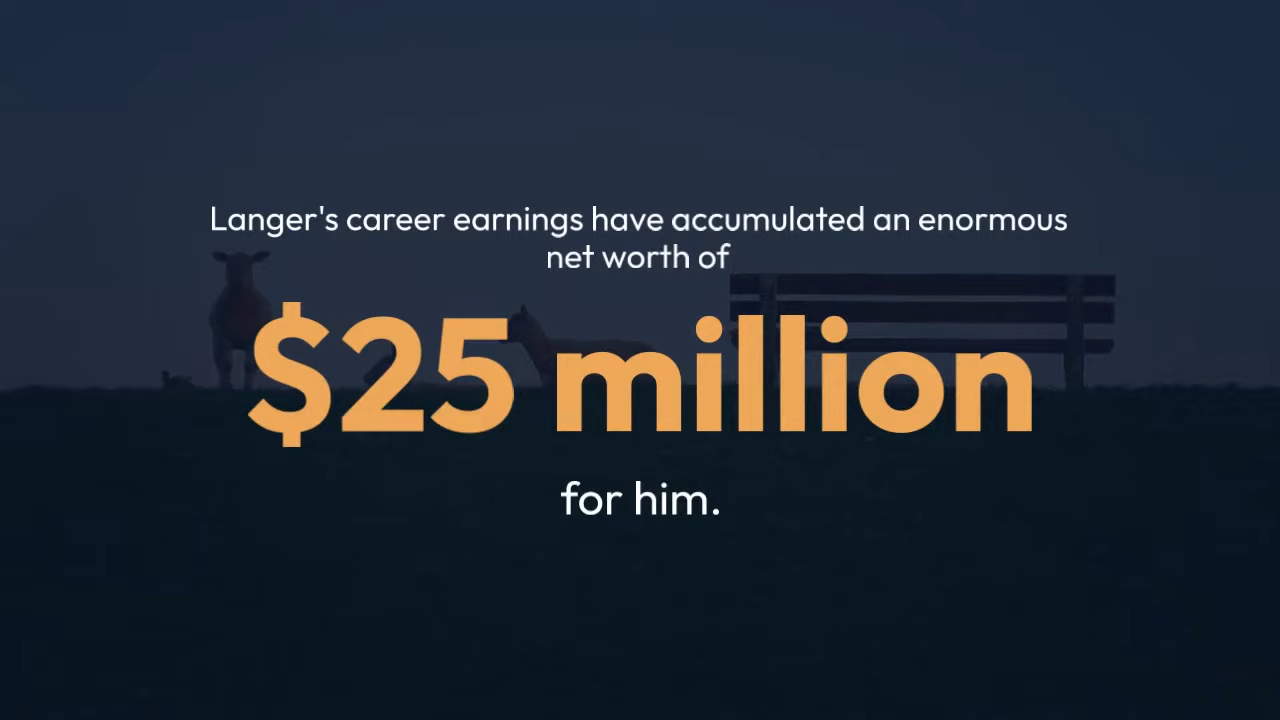 Langer's career earnings have accumulated an enormous
net worth of
$25 million
for him.